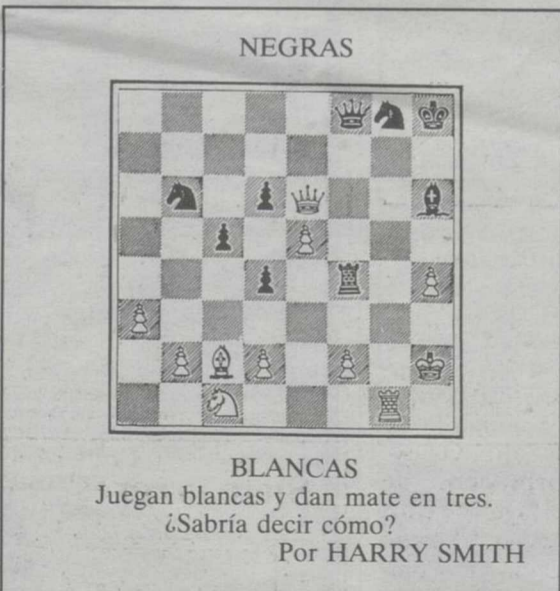 NEGRAS
BLANCAS
Juegan blancas y dan mate en tres.
¿Sabría decir cómo?
Por HARRY SMITH